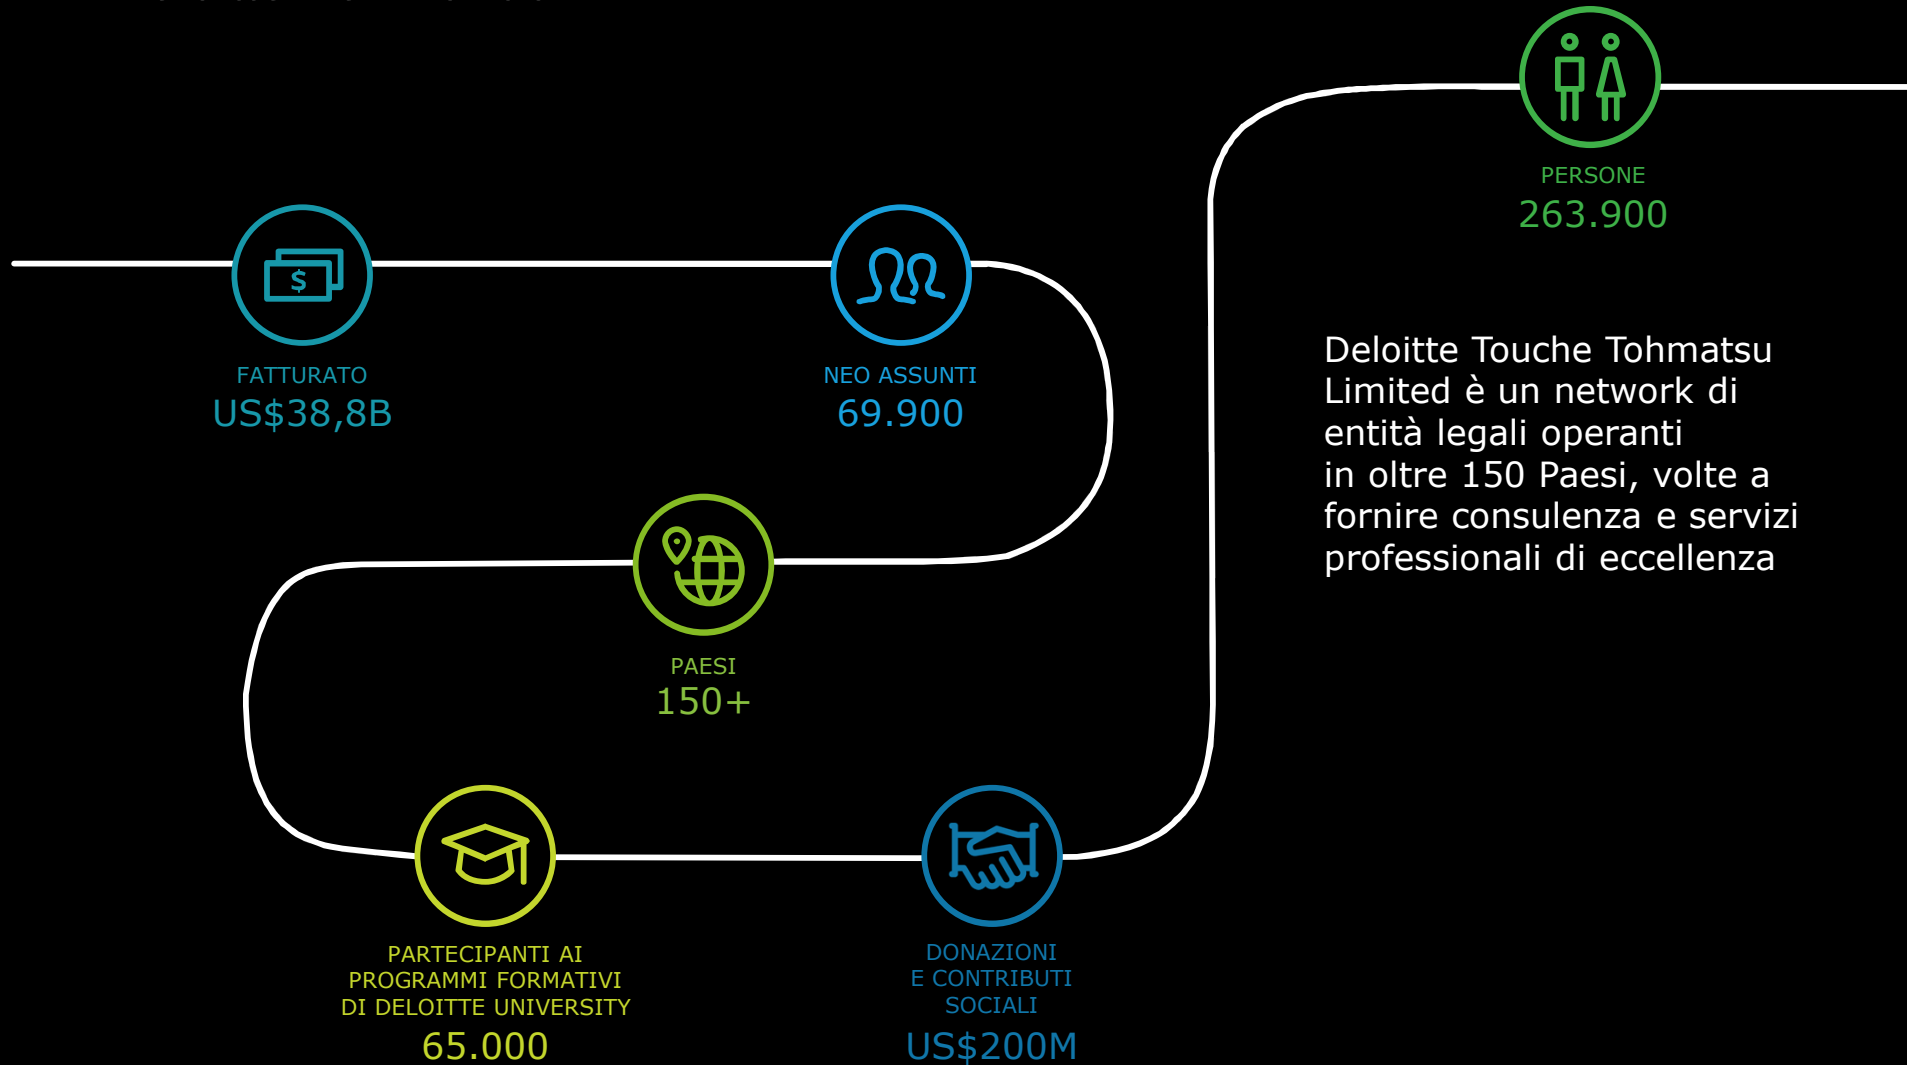 PERSONE
263.900
$
FATTURATO
US$38,8B
NEO ASSUNTI
69.900
Deloitte Touche Tohmatsu
Limited è un network di
entità legali operanti
in oltre 150 Paesi, volte a
fornire consulenza e servizi
professionali di eccellenza
PAESI
150+
PARTECIPANTI AI
PROGRAMMI FORMATIVI
DI DELOITTE UNIVERSITY
65.000
DONAZIONI
E CONTRIBUTI
SOCIALI
US$200M